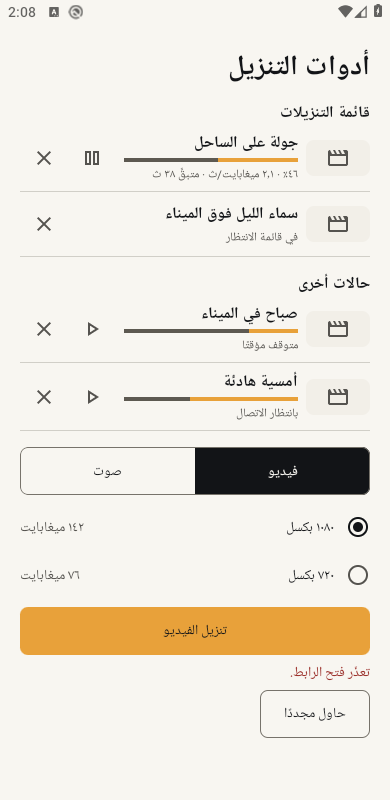 2:08
أدوات التنزيل
قائمة التنزيلات
جولة على الساحل
٤٦٪ · ٢٫١ ميغابايت/ث · متبقٍّ ٣٨ ث
سماء الليل فوق الميناء
في قائمة الانتظار
حالات أخرى
صباح في الميناء
متوقف مؤقتًا
أمسية هادئة
بانتظار الاتصال
فيديو
صوت
١٠٨٠ بكسل
١٤٢ ميغابايت
٧٢٠ بكسل
٧٦ ميغابايت
تنزيل الفيديو
تعذّر فتح الرابط.
حاول مجددًا